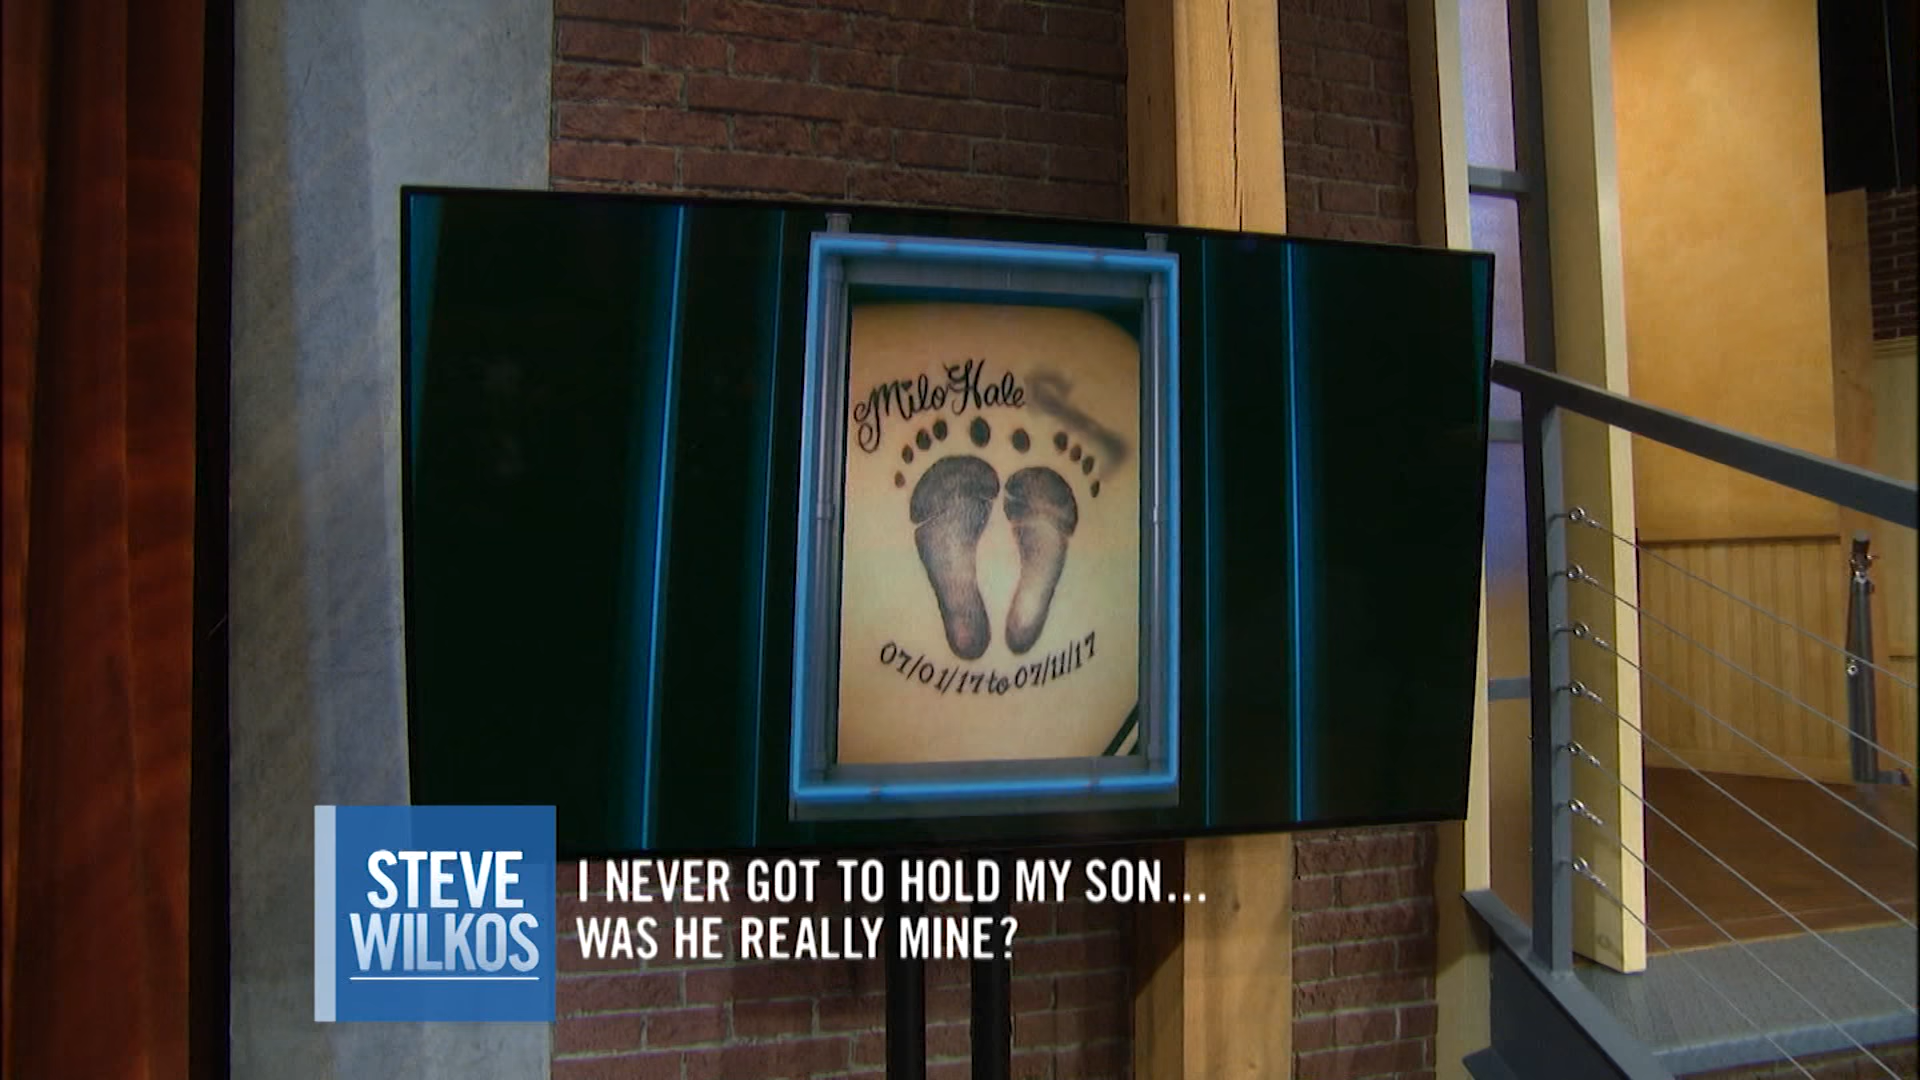 Milo Hale
07/01/17 to 07/11/17
STEVE
WILKOS
I NEVER GOT TO HOLD MY SON...
WAS HE REALLY MINE?